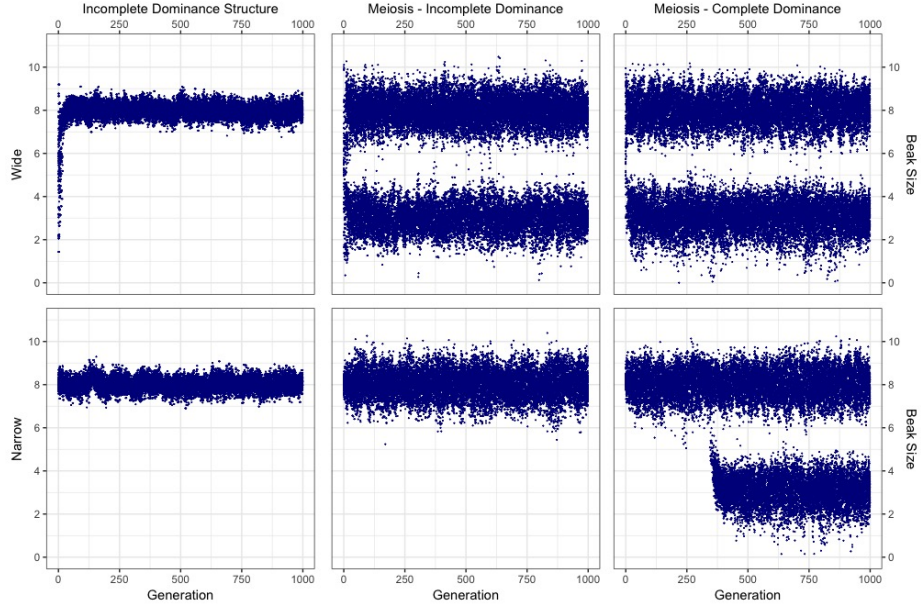 Incomplete Dominance Structure
Meiosis - Incomplete Dominance
Meiosis - Complete Dominance
0 250 500 750 1000
0 250 500 750 1000
0 250 500 750 1000
Wide
10
8
6
4
2
0
10
8
6
4
2
0
Beak Size
Narrow
10
8
6
4
2
0
10
8
6
4
2
0
Beak Size
0 250 500 750 1000
0 250 500 750 1000
0 250 500 750 1000
Generation
Generation
Generation